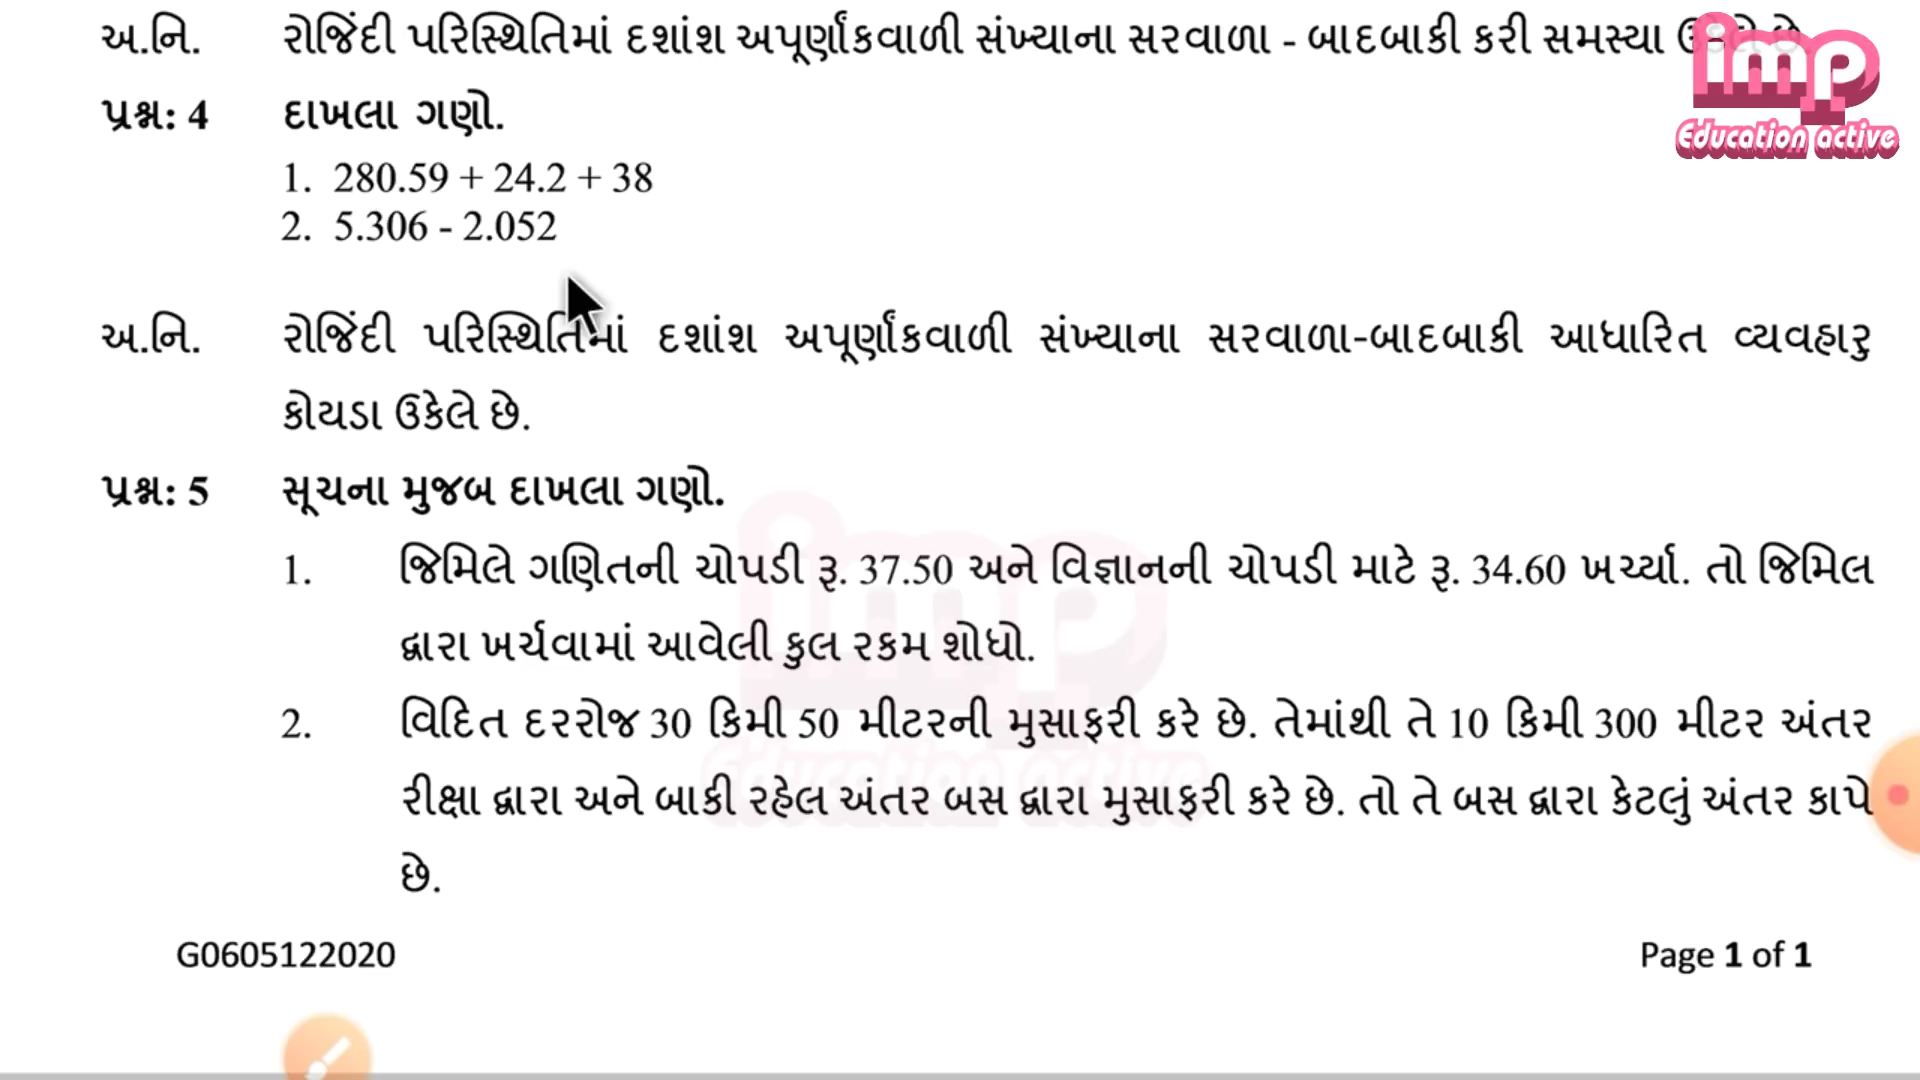 અ.નિ. રોજિંદી પરિસ્થિતિમાં દશાંશ અપૂર્ણાંકવાળી સંખ્યાના સરવાળા - બાદબાકી કરી સમસ્યા
imp
Education active
પ્રશ્ન: 4 દાખલા ગણો.
1. 280.59 + 24.2 + 38
2. 5.306 - 2.052
અ.નિ. રોજિંદી પરિસ્થિતિમાં દશાંશ અપૂર્ણાંકવાળી સંખ્યાના સરવાળા-બાદબાકી આધારિત વ્યવહારુ
કોયડા ઉકેલે છે.
પ્રશ્ન: 5 સૂચના મુજબ દાખલા ગણો.
1. જિમિલે ગણિતની ચોપડી રૂ. 37.50 અને વિજ્ઞાનની ચોપડી માટે રૂ. 34.60 ખર્ચ્યા. તો જિમિલ
દ્વારા ખર્ચવામાં આવેલી કુલ રકમ શોધો.
2. વિદિત દરરોજ 30 કિમી 50 મીટરની મુસાફરી કરે છે. તેમાંથી તે 10 કિમી 300 મીટર અંતર
રીક્ષા દ્વારા અને બાકી રહેલ અંતર બસ દ્વારા મુસાફરી કરે છે. તો તે બસ દ્વારા કેટલું અંતર કાપે
છે.
imp
Education active
G0605122020 Page 1 of 1